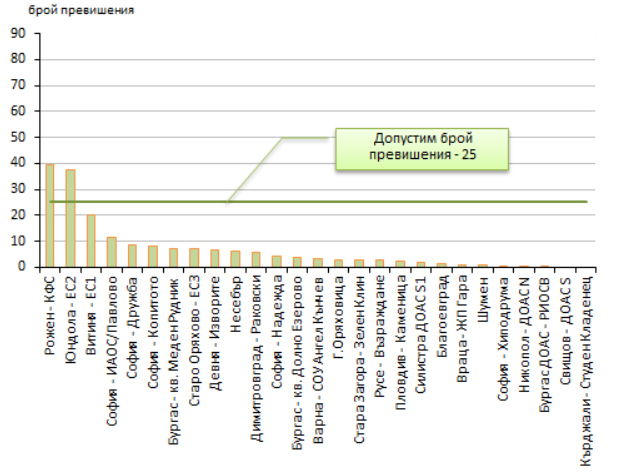 брой превишения
90
80
70
60
50
40
30
20
10
0
Допустим брой
превишения - 25
Рожен - КФС
Юндола - ЕС2
Витиня - ЕС1
София - ИАОС/Павлово
София - Дружба
София - Копитото
Бургас - кв. Меден Рудник
Старо Оряхово - ЕС3
Девня - Изворите
Несебър
Димитровград - Раковски
София - Надежда
Бургас - кв. Долно Езерово
Варна - СОУ Ангел Кънчев
Г.Оряховица
Стара Загора - Зелен Клин
Русе - Възраждане
Пловдив - Каменица
Силистра ДОАС S1
Благоевград
Враца - ЖП Гара
Шумен
София - Хиподрума
Никопол - ДОАС N
Бургас ДОАС - РИОСВ
Свищов - ДОАС S
Кърджали - Студен Кладенец